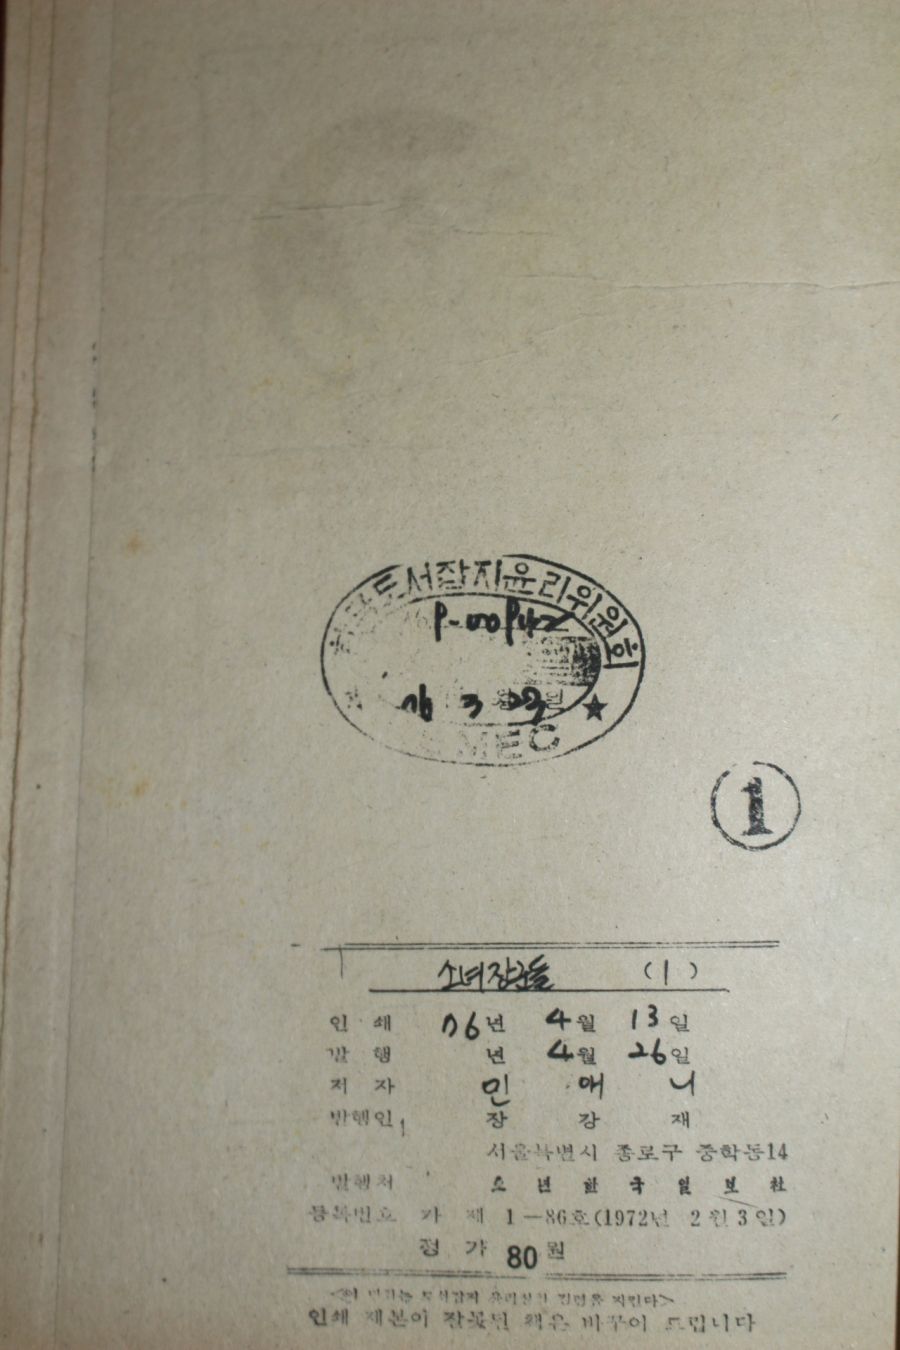 도서잡지윤리위원회
3
★
MEC
①
소녀장군들 (1)
인쇄 76년 4월 13일
발행 년 4월 26일
저자 민애니
발행인 장강재
서울특별시 종로구 중학동14
발행처 소년한국일보社
등록번호 가제1-86호(1972년 2월3일)
정가 80원
인쇄 제본이 잘못된 책은 바꾸어 드립니다